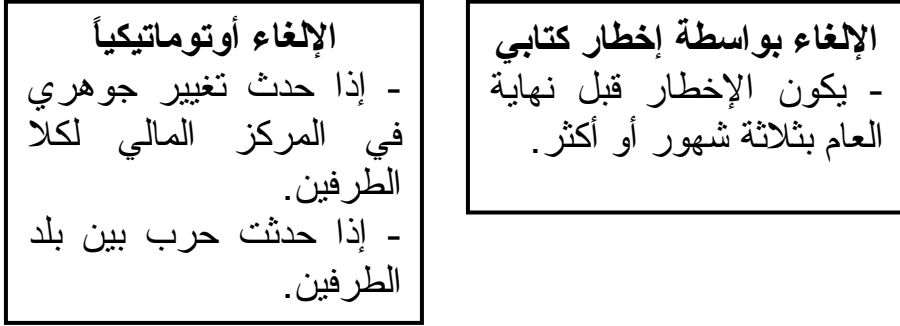 الإلغاء بواسطة إخطار كتابي
- يكون الإخطار قبل نهاية
العام بثلاثة شهور أو أكثر.
الإلغاء أوتوماتيكياً
- إذا حدث تغيير جوهري
في المركز المالي لكلا
الطرفين.
- إذا حدثت حرب بين بلد
الطرفين.